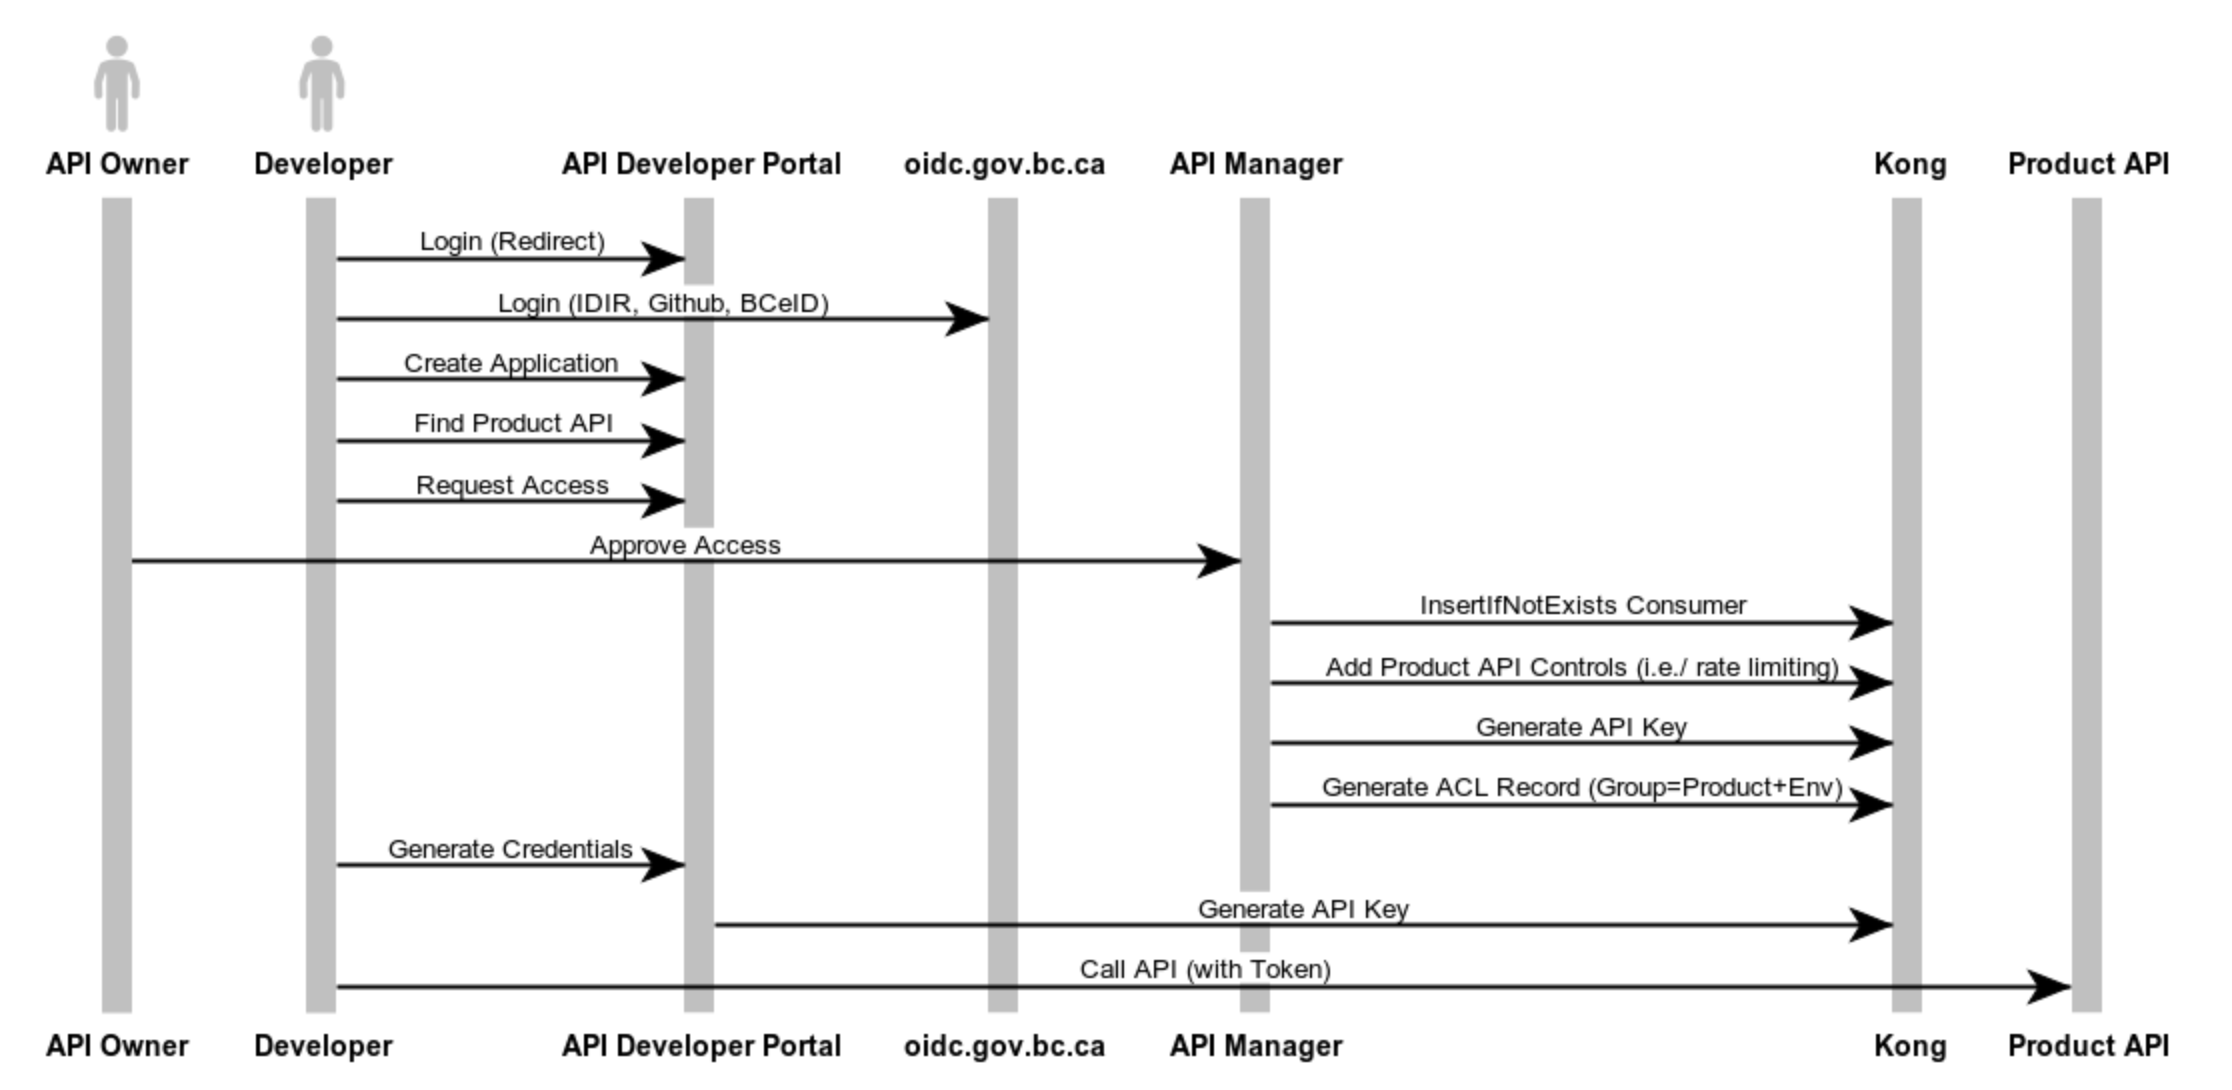 API Owner Developer API Developer Portal oidc.gov.bc.ca API Manager Kong Product API
Login (Redirect)
Login (IDIR, Github, BCeID)
Create Application
Find Product API
Request Access
Approve Access
InsertIfNotExists Consumer
Add Product API Controls (i.e./ rate limiting)
Generate API Key
Generate ACL Record (Group=Product+Env)
Generate Credentials
Generate API Key
Call API (with Token)
API Owner Developer API Developer Portal oidc.gov.bc.ca API Manager Kong Product API